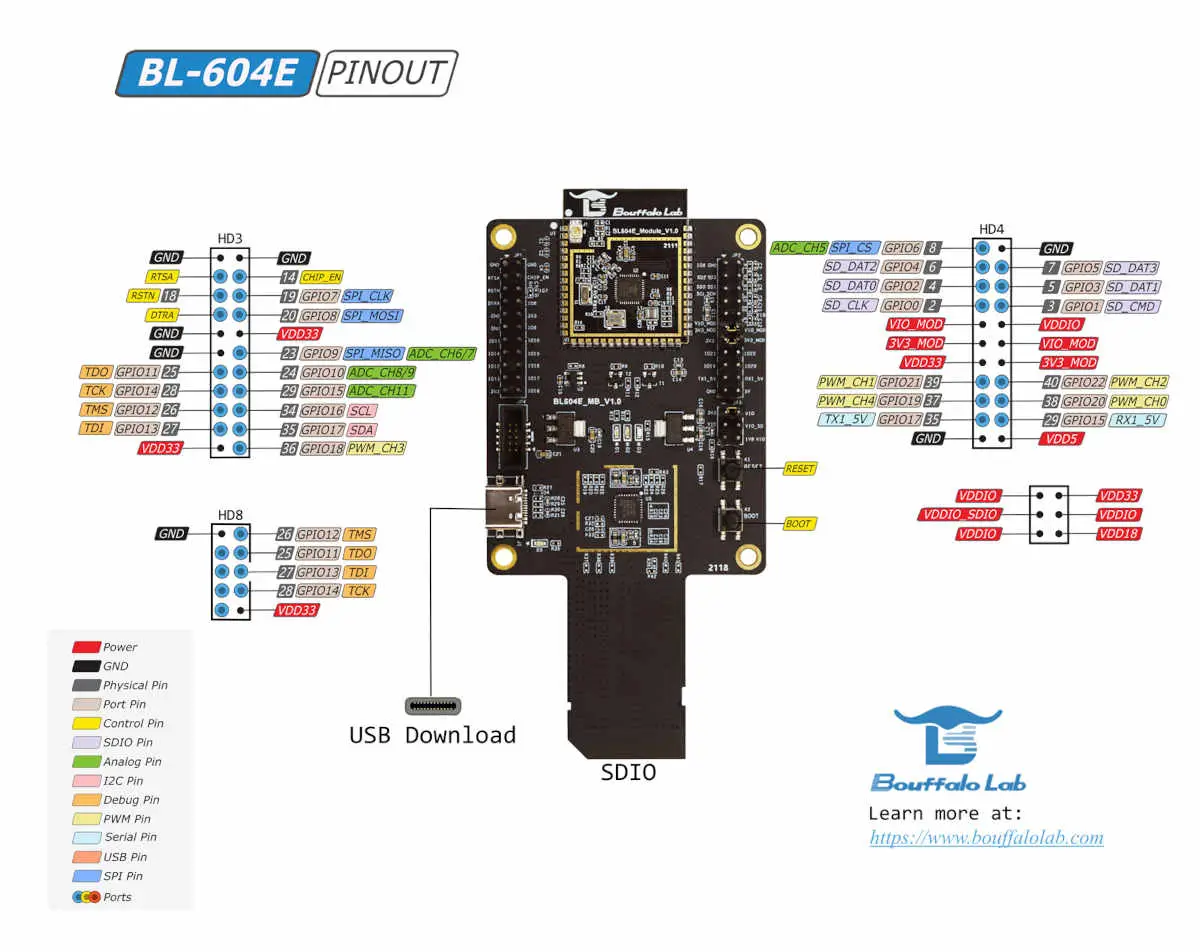 BL-604E PINOUT
HD3
GND GND
RTSA 14 CHIP_EN
RSTN 18 19 GPIO7 SPI_CLK
DTRA 20 GPIO8 SPI_MOSI
GND VDD33
GND 23 GPIO9 SPI_MISO ADC_CH6/7
TDO GPIO11 25 24 GPIO10 ADC_CH8/9
TCK GPIO14 28 29 GPIO15 ADC_CH11
TMS GPIO12 26 34 GPIO16 SCL
TDI GPIO13 27 35 GPIO17 SDA
VDD33 36 GPIO18 PWM_CH3
HD8
GND 26 GPIO12 TMS
25 GPIO11 TDO
27 GPIO13 TDI
28 GPIO14 TCK
VDD33
Bouffalo Lab
BL604E_Module_V1.0
2111
BL604E_MB_V1.0
RESET
BOOT
2118
HD4
ADC_CH5 SPI_CS GPIO6 8 GND
SD_DAT2 GPIO4 6 7 GPIO5 SD_DAT3
SD_DAT0 GPIO2 4 5 GPIO3 SD_DAT1
SD_CLK GPIO0 2 3 GPIO1 SD_CMD
VIO_MOD VDDIO
3V3_MOD VIO_MOD
VDD33 3V3_MOD
PWM_CH1 GPIO21 39 40 GPIO22 PWM_CH2
PWM_CH4 GPIO19 37 38 GPIO20 PWM_CH0
TX1_5V GPIO17 35 29 GPIO15 RX1_5V
GND VDD5
RESET
BOOT
VDDIO VDD33
VDDIO_SDIO VDDIO
VDDIO VDD18
USB Download
SDIO
Power
GND
Physical Pin
Port Pin
Control Pin
SDIO Pin
Analog Pin
I2C Pin
Debug Pin
PWM Pin
Serial Pin
USB Pin
SPI Pin
Ports
Bouffalo Lab
Learn more at:
https://www.bouffalolab.com